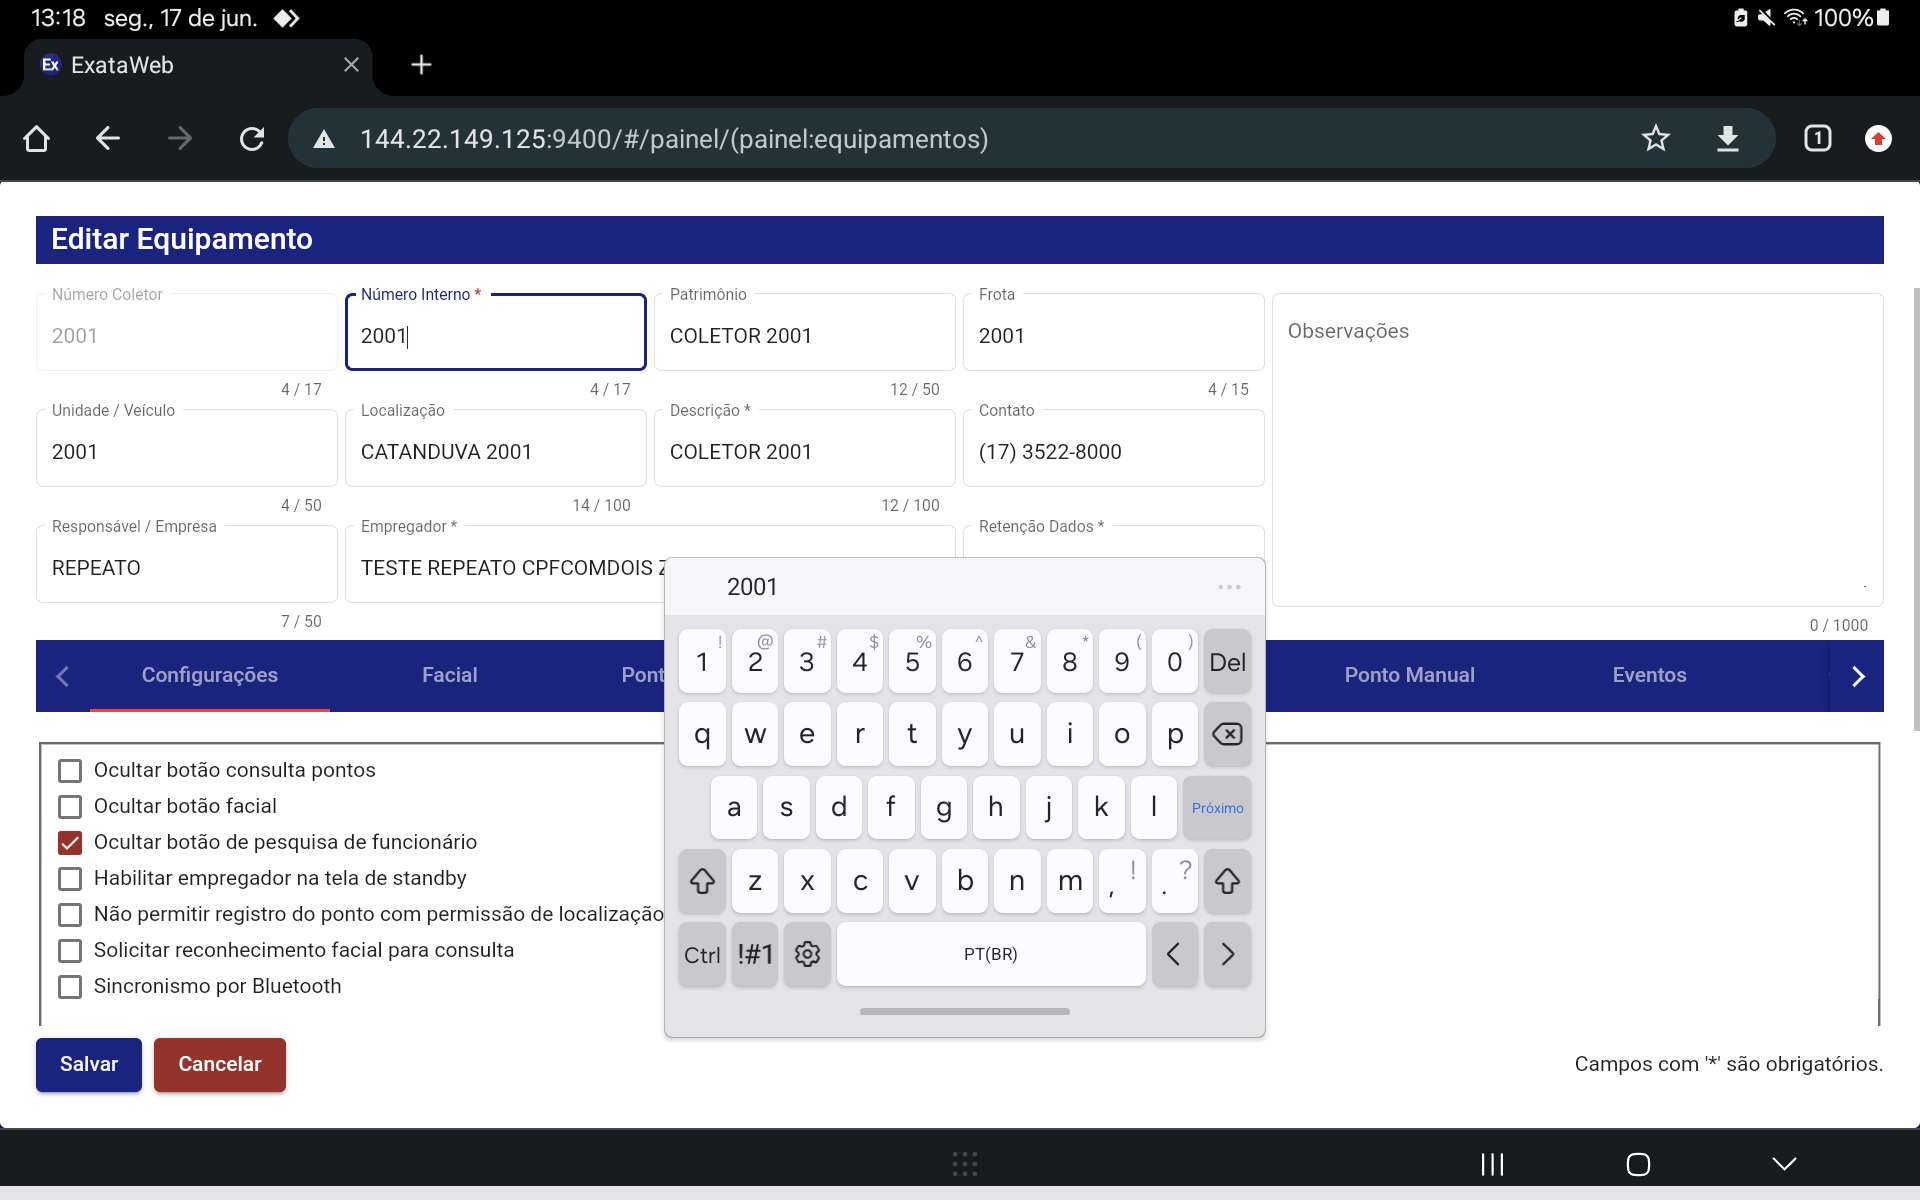 13:18 seg., 17 de jun. 100%
Ex ExataWeb
144.22.149.125:9400/#/painel/(painel:equipamentos) 1
Editar Equipamento
Número Coletor Número Interno * Patrimônio Frota
2001 2001 COLETOR 2001 2001 Observações
4 / 17 4 / 17 12 / 50 4 / 15
Unidade / Veículo Localização Descrição * Contato
2001 CATANDUVA 2001 COLETOR 2001 (17) 3522-8000
4 / 50 14 / 100 12 / 100
Responsável / Empresa Empregador * Retenção Dados *
REPEATO TESTE REPEATO CPFCOMDOIS
7 / 50 0 / 1000
Configurações Facial Pont Ponto Manual Eventos
Ocultar botão consulta pontos
Ocultar botão facial
Ocultar botão de pesquisa de funcionário
Habilitar empregador na tela de standby
Não permitir registro do ponto com permissão de localização
Solicitar reconhecimento facial para consulta
Sincronismo por Bluetooth
Salvar Cancelar Campos com '*' são obrigatórios.
2001 ...
! @ # $ % ^ & * ( )
1 2 3 4 5 6 7 8 9 0 Del
q w e r t y u i o p
a s d f g h j k l Próximo
z x c v b n m , ! . ?
Ctrl !#1 PT(BR) < >